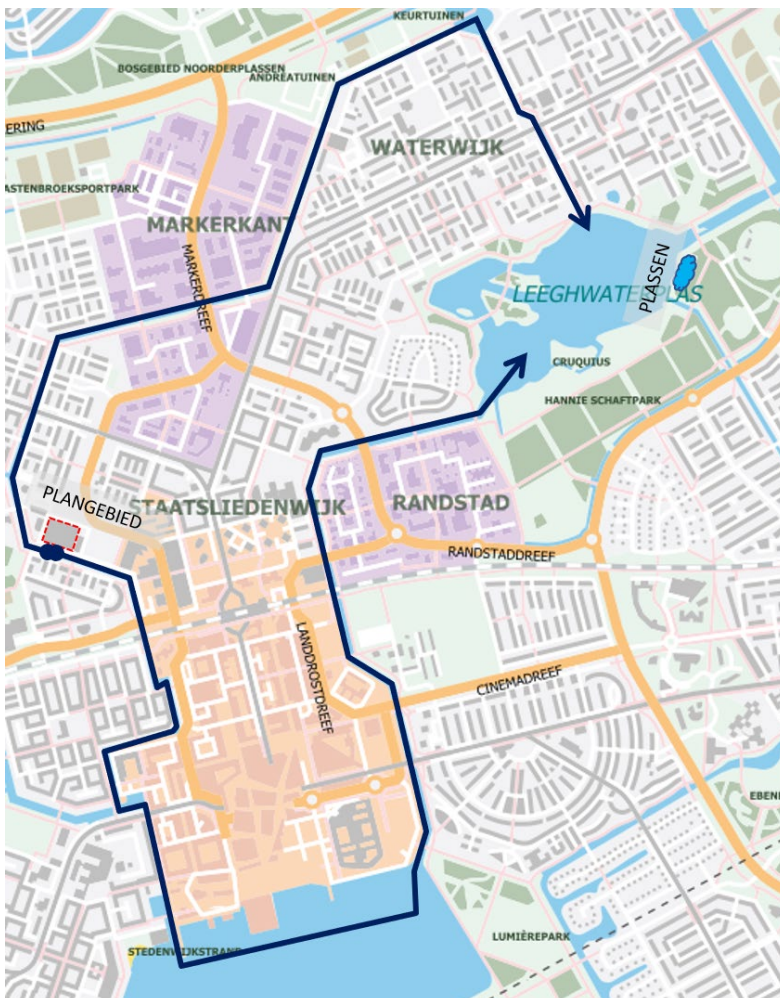 KEURTUINEN
BOSGEBIED NOORDERPLASSEN
ANDREATUINEN
ERING
WATERWIJK
ASTENBROEKSPORTPARK
MARKERKANT
MARKERDREEF
PLASSEN
LEEGHWATERPLAS
CRUQUIUS
HANNIE SCHAFTPARK
PLANGEBIED
STAATSLIEDENWIJK
RANDSTAD
RANDSTADDREEF
LANDDROSTDREEF
CINEMADREEF
EBEN
LUMIÈREPARK
STEDENWIJKSTRAND